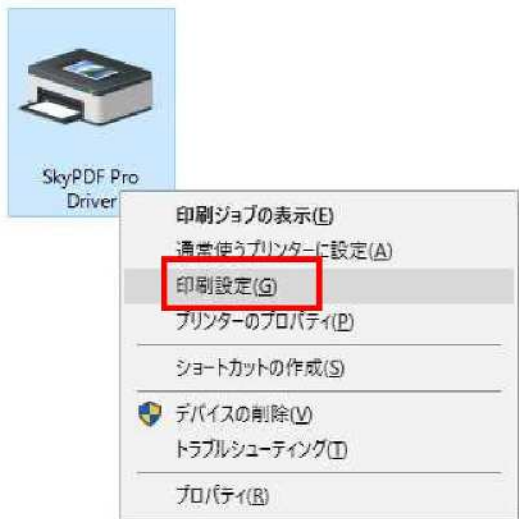 SkyPDF Pro
Driver
印刷ジョブの表示(E)
通常使うプリンターに設定(A)
印刷設定(G)
プリンターのプロパティ(P)
ショートカットの作成(S)
デバイスの削除(V)
トラブルシューティング(T)
プロパティ(R)